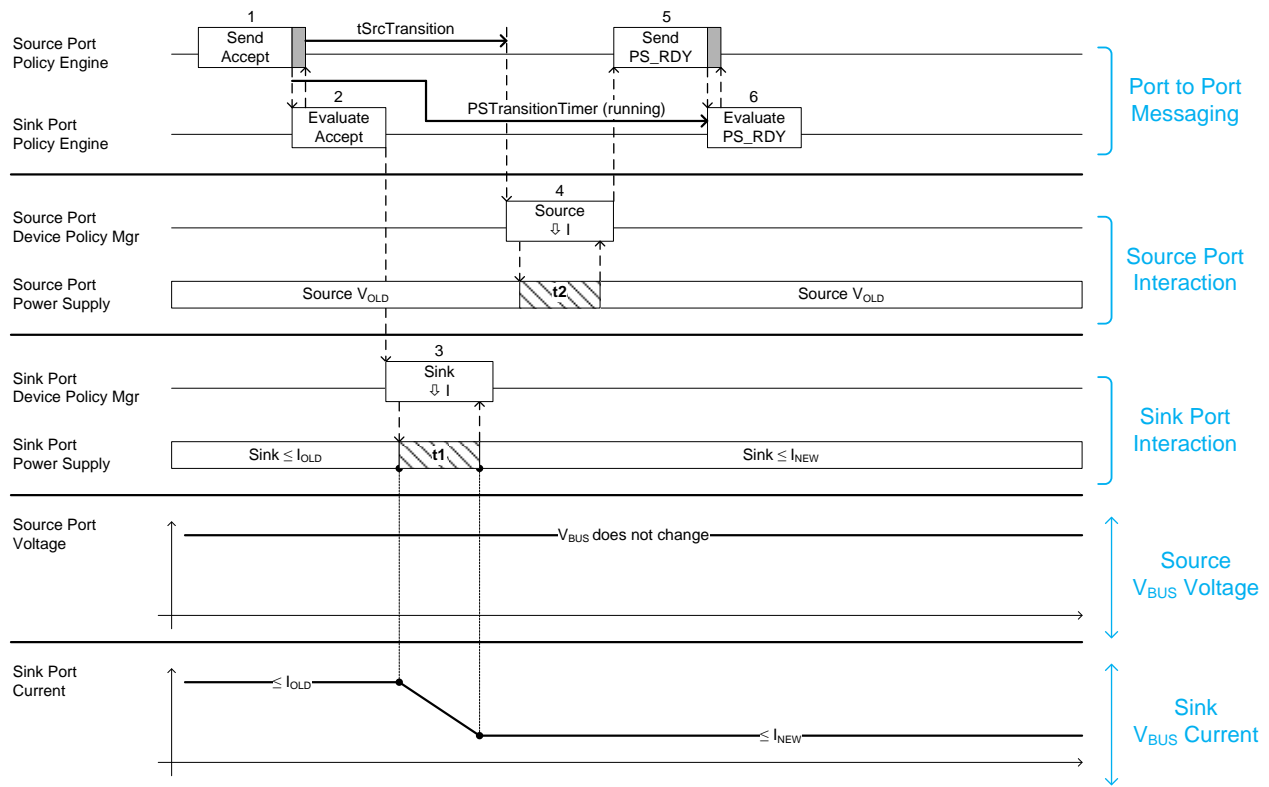 1
Send
Accept
tSrcTransition
5
Send
PS_RDY
Source Port
Policy Engine
2
Evaluate
Accept
PSTransitionTimer (running)
6
Evaluate
PS_RDY
Sink Port
Policy Engine
Port to Port
Messaging
4
Source
⇩ I
Source Port
Device Policy Mgr
Source Port
Power Supply
Source VOLD
t2
Source VOLD
Source Port
Interaction
3
Sink
⇩ I
Sink Port
Device Policy Mgr
Sink Port
Power Supply
Sink ≤ IOLD
t1
Sink ≤ INEW
Sink Port
Interaction
Source Port
Voltage
VBUS does not change
Source
VBUS Voltage
Sink Port
Current
≤ IOLD
≤ INEW
Sink
VBUS Current